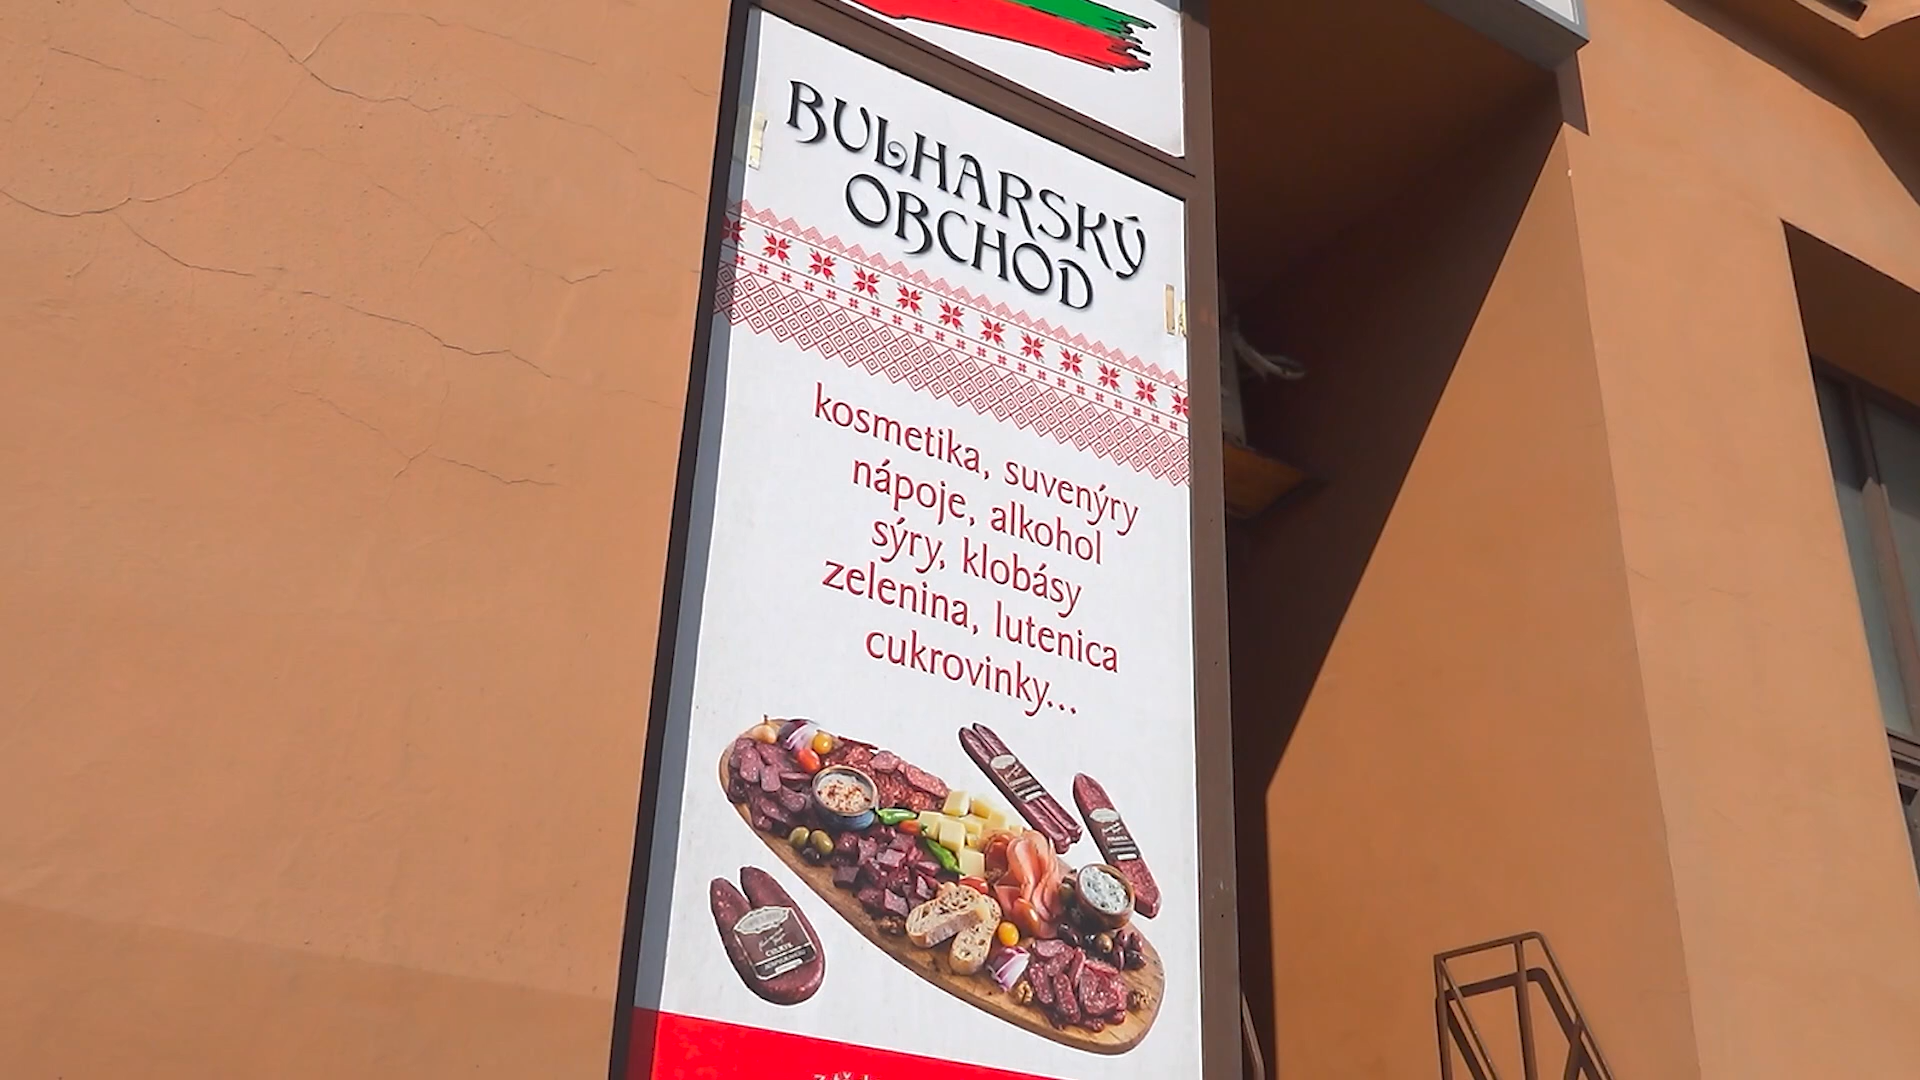 BULHARSKÝ
OBCHOD
kosmetika, suvenýry
nápoje, alkohol
sýry, klobásy
zelenina, lutenica
cukrovinky...